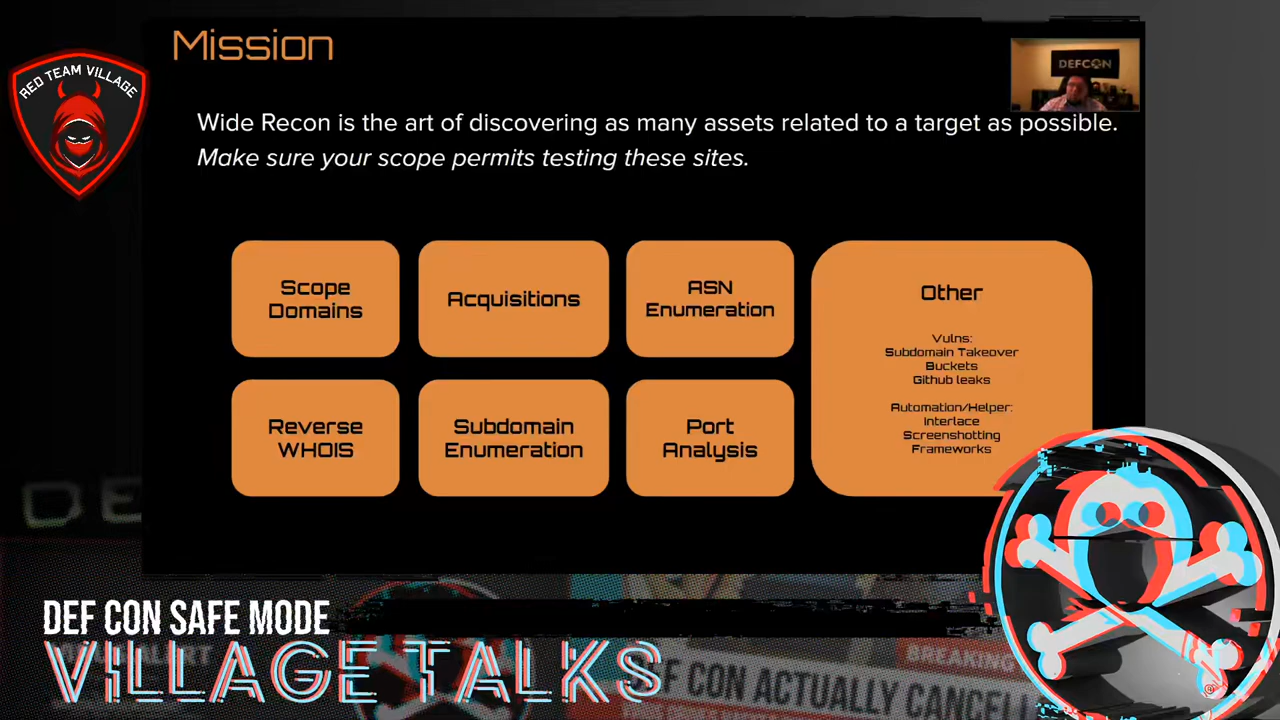 Mission
RED TEAM VILLAGE
DEFCON
Wide Recon is the art of discovering as many assets related to a target as possible.
Make sure your scope permits testing these sites.
Scope
Domains
Acquisitions
ASN
Enumeration
Other
Vulns:
Subdomain Takeover
Buckets
Github leaks
Automation/Helper:
Interlace
Screenshotting
Frameworks
Reverse
WHOIS
Subdomain
Enumeration
Port
Analysis
DE
DEF CON SAFE MODE
VILLAGE TALKS
BREAKING
DEF CON ACTUALLY CANCELL